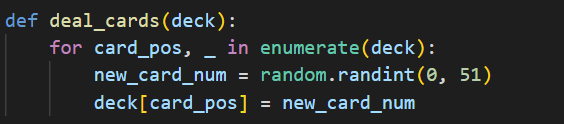 def deal_cards(deck):
    for card_pos, _ in enumerate(deck):
        new_card_num = random.randint(0, 51)
        deck[card_pos] = new_card_num